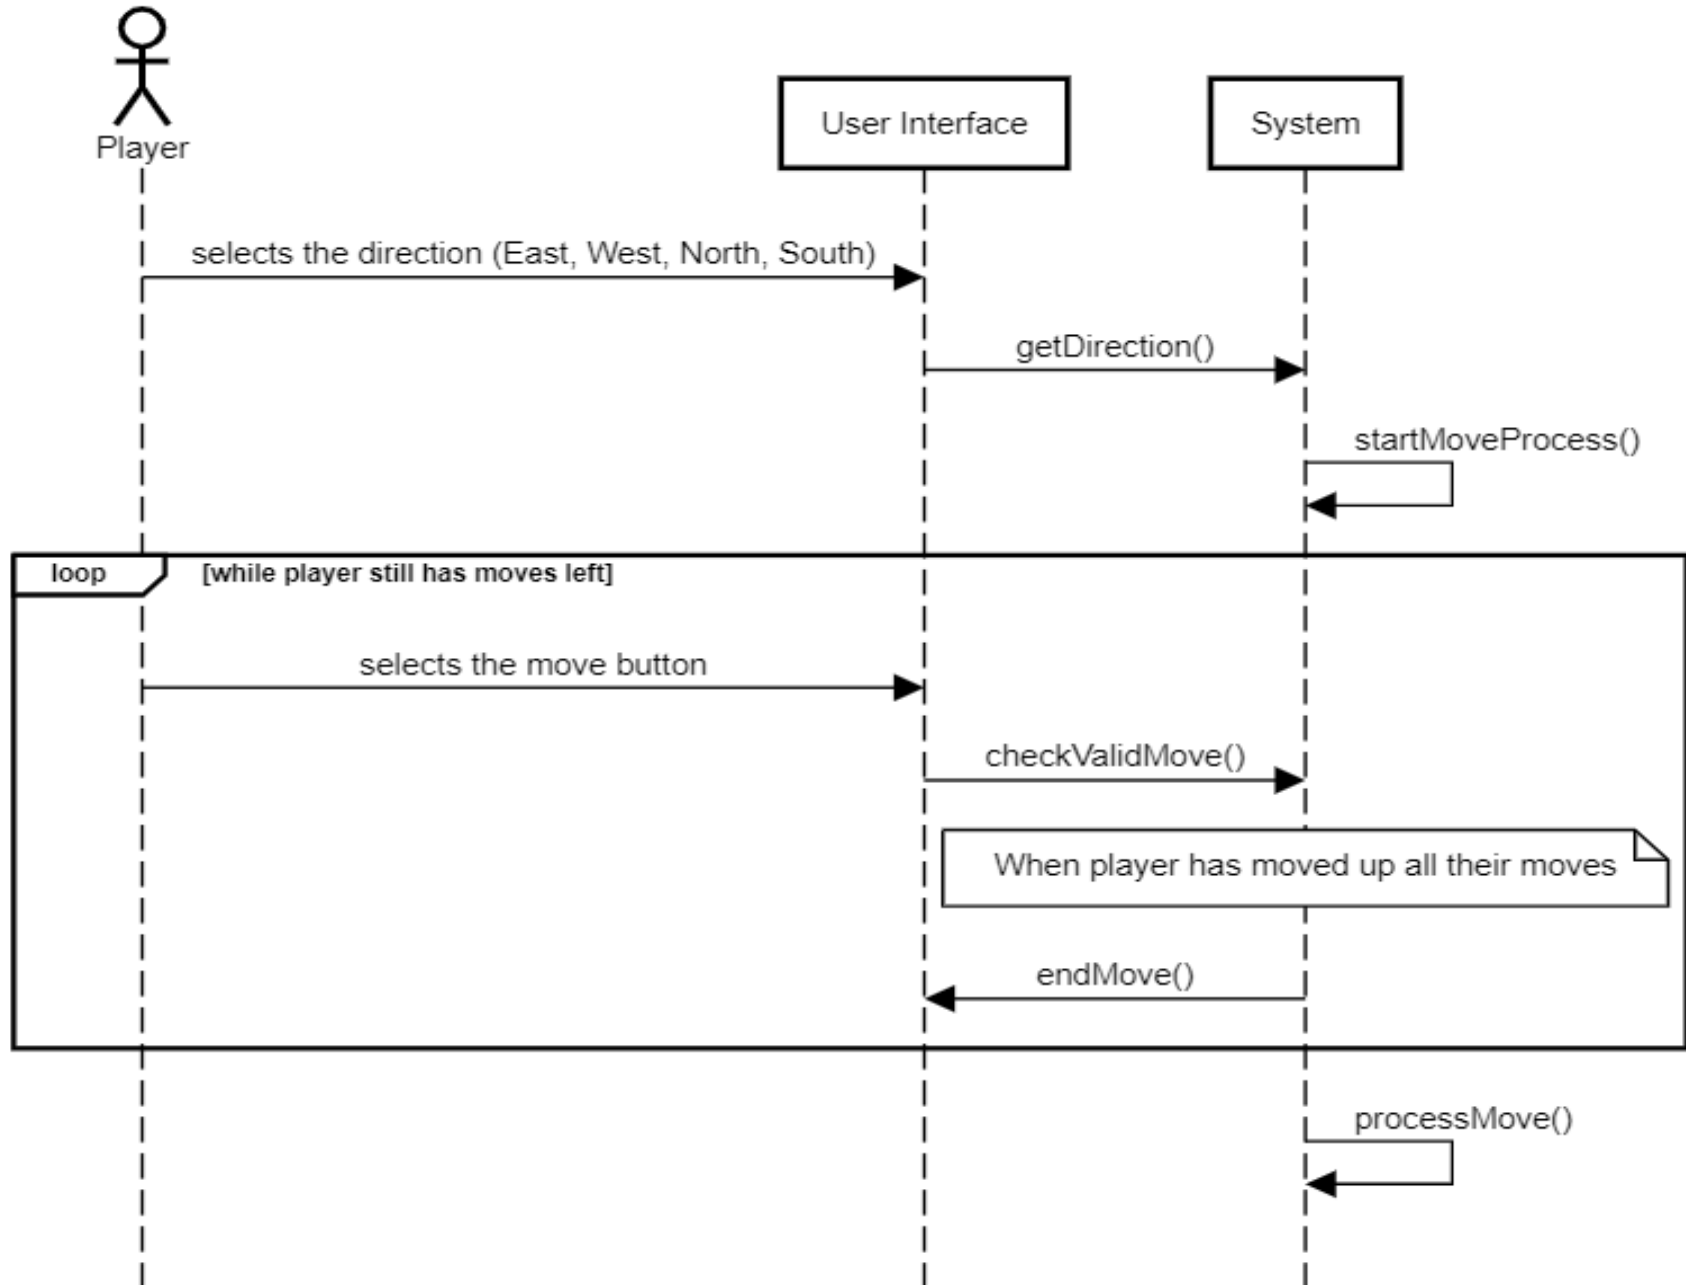 Player
User Interface
System
selects the direction (East, West, North, South)
getDirection()
startMoveProcess()
loop
[while player still has moves left]
selects the move button
checkValidMove()
When player has moved up all their moves
endMove()
processMove()